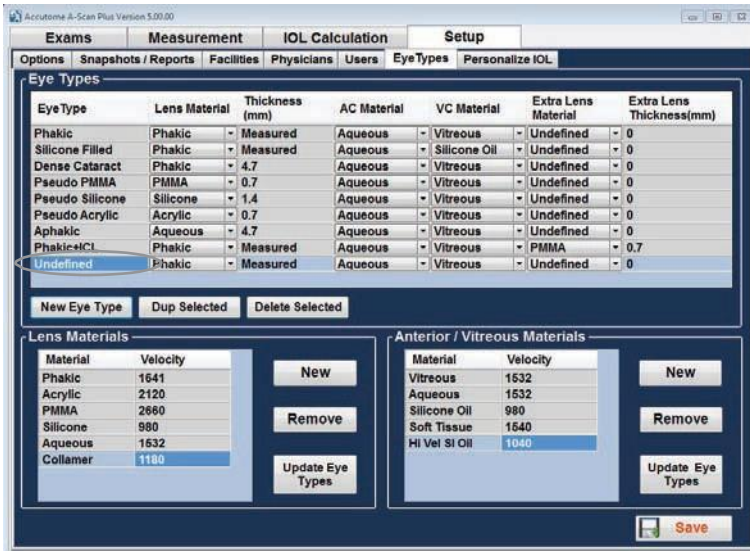 Accutome A-Scan Plus Version 5.00.00
Exams Measurement IOL Calculation Setup
Options Snapshots / Reports Facilities Physicians Users Eye Types Personalize IOL
Eye Types
Eye Type Lens Material Thickness (mm) AC Material VC Material Extra Lens Material Extra Lens Thickness(mm)
Phakic Phakic Measured Aqueous Vitreous Undefined 0
Silicone Filled Phakic Measured Aqueous Silicone Oil Undefined 0
Dense Cataract Phakic 4.7 Aqueous Vitreous Undefined 0
Pseudo PMMA PMMA 0.7 Aqueous Vitreous Undefined 0
Pseudo Silicone Silicone 1.4 Aqueous Vitreous Undefined 0
Pseudo Acrylic Acrylic 0.7 Aqueous Vitreous Undefined 0
Aphakic Aqueous 4.7 Aqueous Vitreous Undefined 0
Phakic+ICL Phakic Measured Aqueous Vitreous PMMA 0.7
Undefined Phakic Measured Aqueous Vitreous Undefined 0
New Eye Type Dup Selected Delete Selected
Lens Materials
Material Velocity
Phakic 1641
Acrylic 2120
PMMA 2660
Silicone 980
Aqueous 1532
Collamer 1180
New
Remove
Update Eye
Types
Anterior / Vitreous Materials
Material Velocity
Vitreous 1532
Aqueous 1532
Silicone Oil 980
Soft Tissue 1540
Hi Vel Sl Oil 1040
New
Remove
Update Eye
Types
Save